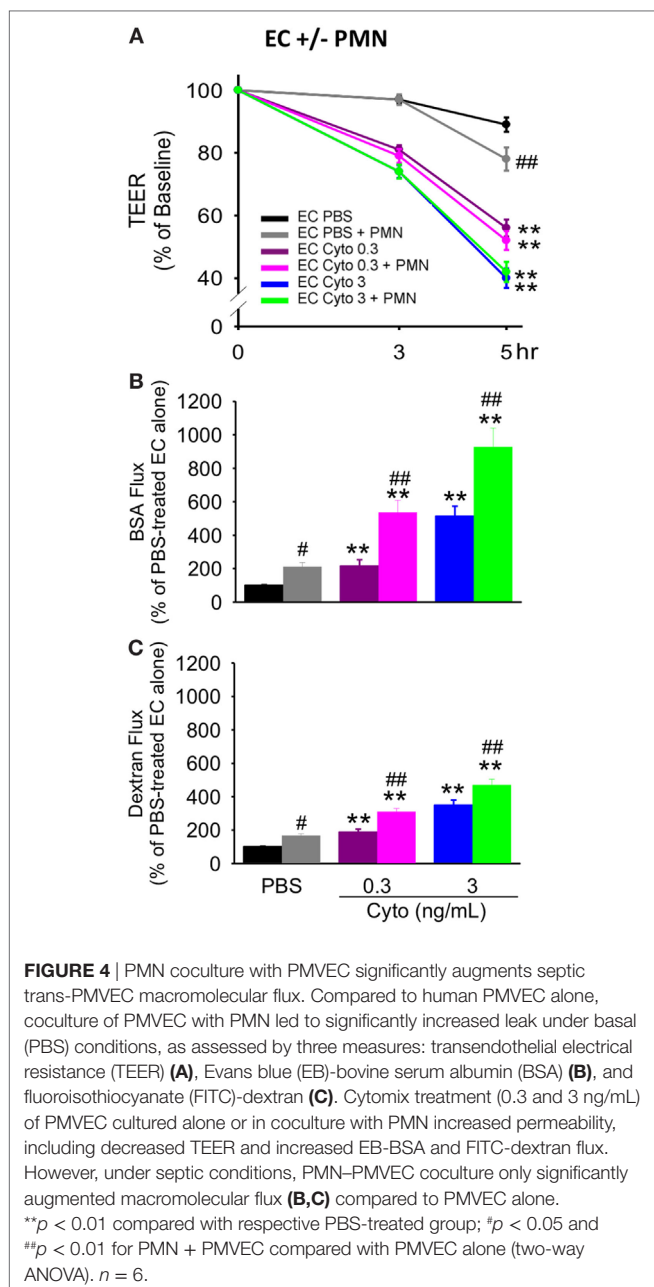 A
EC +/- PMN
TEER
(% of Baseline)
100
80
60
40
0
##
**
**
**
**
EC PBS
EC PBS + PMN
EC Cyto 0.3
EC Cyto 0.3 + PMN
EC Cyto 3
EC Cyto 3 + PMN
0 3 5 hr
B
BSA Flux
(% of PBS-treated EC alone)
1200
1000
800
600
400
200
0
#
**
##
**
**
##
**
C
Dextran Flux
(% of PBS-treated EC alone)
1200
1000
800
600
400
200
0
#
**
##
**
**
##
**
PBS 0.3 3
Cyto (ng/mL)
FIGURE 4 | PMN coculture with PMVEC significantly augments septic
trans-PMVEC macromolecular flux. Compared to human PMVEC alone,
coculture of PMVEC with PMN led to significantly increased leak under basal
(PBS) conditions, as assessed by three measures: transendothelial electrical
resistance (TEER) (A), Evans blue (EB)-bovine serum albumin (BSA) (B), and
fluoroisothiocyanate (FITC)-dextran (C). Cytomix treatment (0.3 and 3 ng/mL)
of PMVEC cultured alone or in coculture with PMN increased permeability,
including decreased TEER and increased EB-BSA and FITC-dextran flux.
However, under septic conditions, PMN–PMVEC coculture only significantly
augmented macromolecular flux (B,C) compared to PMVEC alone.
**p < 0.01 compared with respective PBS-treated group; #p < 0.05 and
##p < 0.01 for PMN + PMVEC compared with PMVEC alone (two-way
ANOVA). n = 6.